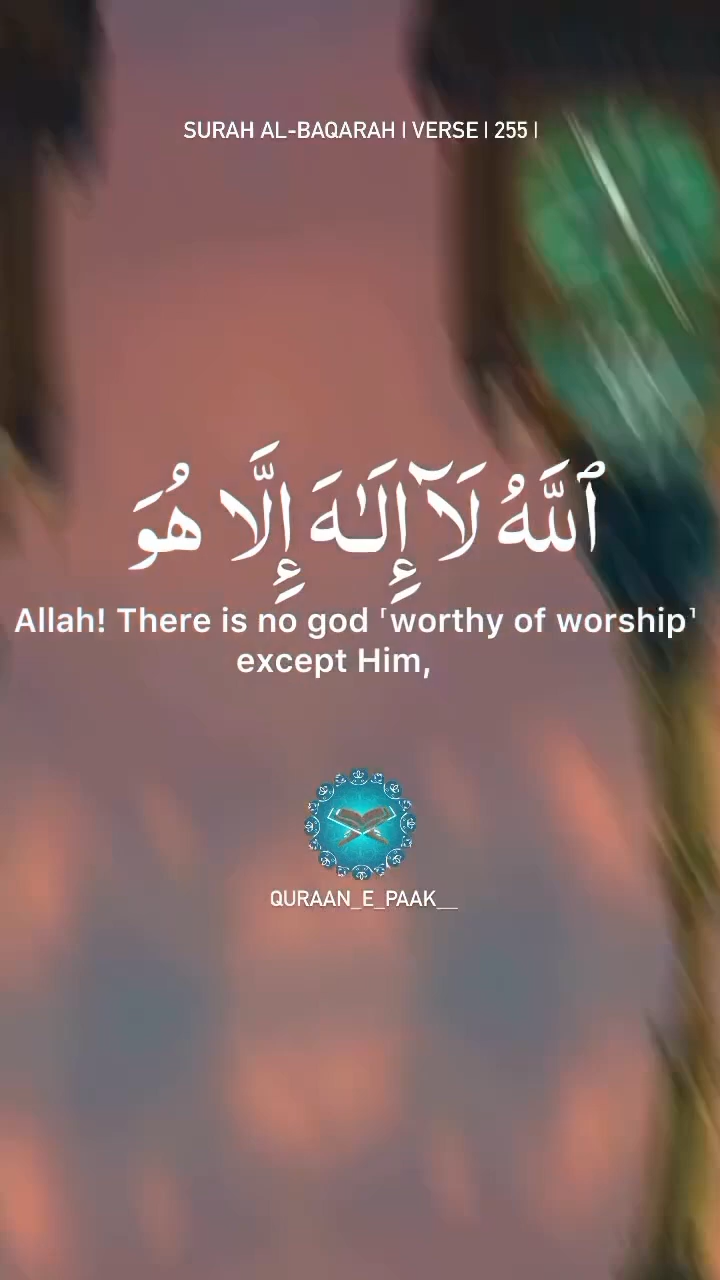 SURAH AL-BAQARAH | VERSE | 255 |
ٱللَّهُ لَآ إِلَـٰهَ إِلَّا هُوَ
Allah! There is no god ˹worthy of worship˺
except Him,
QURAAN_E_PAAK__